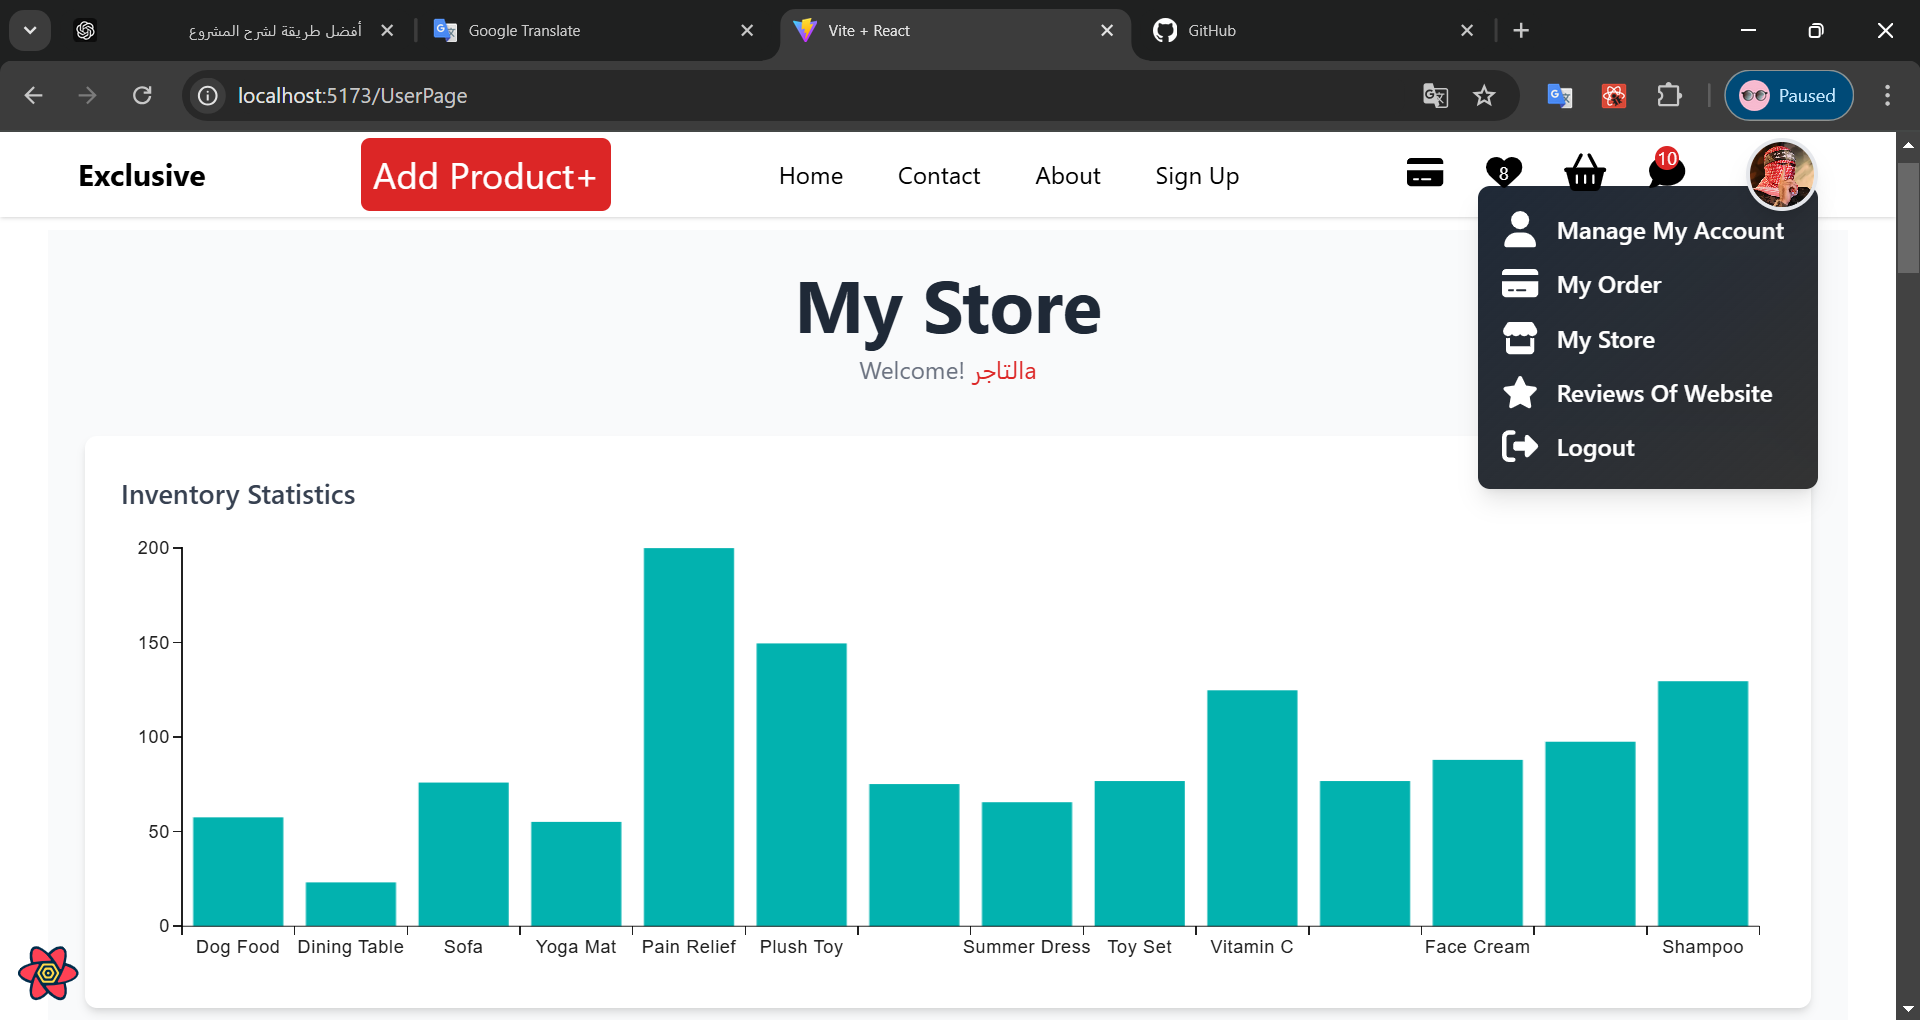 أفضل طريقة لشرح المشروع
Google Translate
Vite + React
GitHub
localhost:5173/UserPage
Paused
Exclusive
Add Product+
Home
Contact
About
Sign Up
8
10
Manage My Account
My Order
My Store
Reviews Of Website
Logout
My Store
Welcome! التاجرa
Inventory Statistics
200
150
100
50
0
Dog Food
Dining Table
Sofa
Yoga Mat
Pain Relief
Plush Toy
Summer Dress
Toy Set
Vitamin C
Face Cream
Shampoo